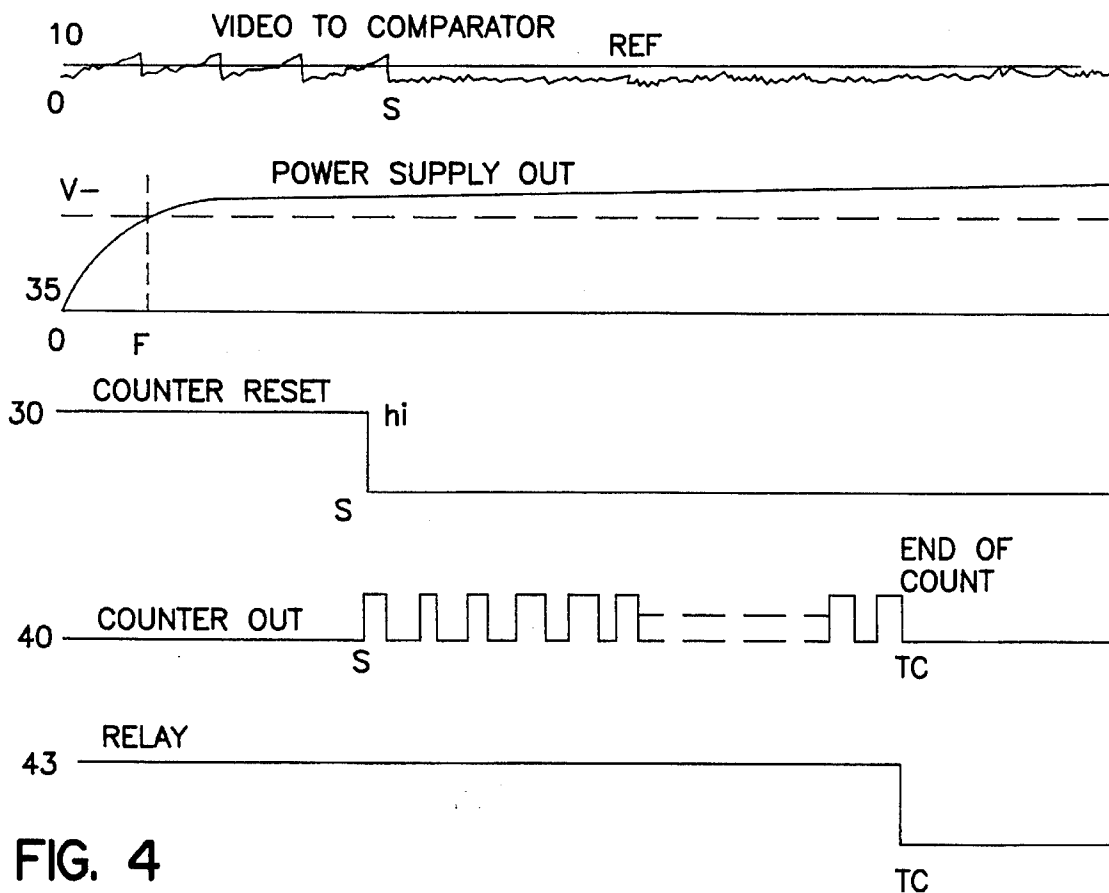 10 VIDEO TO COMPARATOR
REF
0 S
V-
POWER SUPPLY OUT
35
0 F
COUNTER RESET
30 hi
S
END OF
COUNT
COUNTER OUT
40
S TC
RELAY
43
FIG. 4
TC